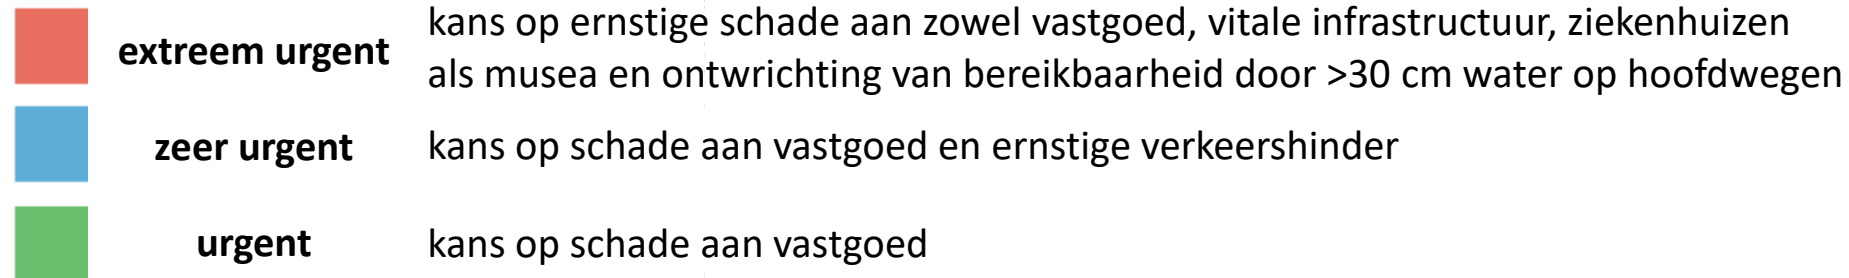 extreem urgent
kans op ernstige schade aan zowel vastgoed, vitale infrastructuur, ziekenhuizen
als musea en ontwrichting van bereikbaarheid door >30 cm water op hoofdwegen
zeer urgent
kans op schade aan vastgoed en ernstige verkeershinder
urgent
kans op schade aan vastgoed